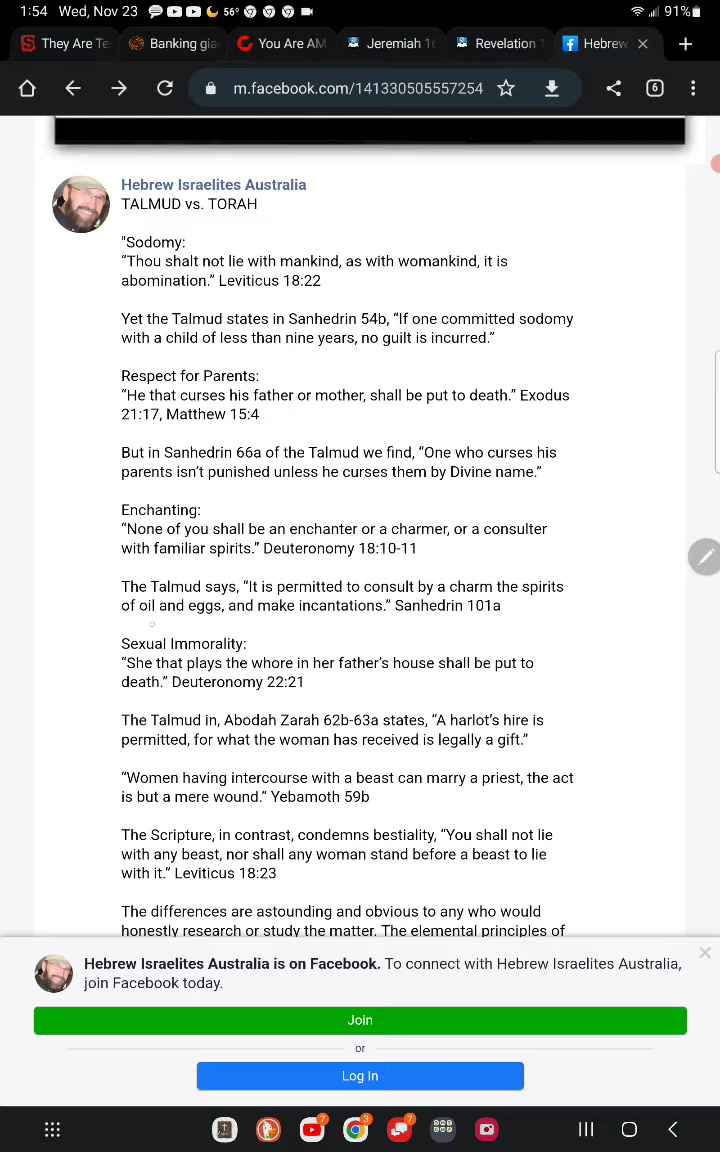 1:54 Wed, Nov 23 56° 91%
They Are Te
Banking gia
You Are AM
Jeremiah 1
Revelation 1
Hebrew
m.facebook.com/141330505557254
6
Hebrew Israelites Australia
TALMUD vs. TORAH
"Sodomy:
“Thou shalt not lie with mankind, as with womankind, it is
abomination.” Leviticus 18:22
Yet the Talmud states in Sanhedrin 54b, “If one committed sodomy
with a child of less than nine years, no guilt is incurred.”
Respect for Parents:
“He that curses his father or mother, shall be put to death.” Exodus
21:17, Matthew 15:4
But in Sanhedrin 66a of the Talmud we find, “One who curses his
parents isn’t punished unless he curses them by Divine name.”
Enchanting:
“None of you shall be an enchanter or a charmer, or a consulter
with familiar spirits.” Deuteronomy 18:10-11
The Talmud says, “It is permitted to consult by a charm the spirits
of oil and eggs, and make incantations.” Sanhedrin 101a
Sexual Immorality:
“She that plays the whore in her father’s house shall be put to
death.” Deuteronomy 22:21
The Talmud in, Abodah Zarah 62b-63a states, “A harlot’s hire is
permitted, for what the woman has received is legally a gift.”
“Women having intercourse with a beast can marry a priest, the act
is but a mere wound.” Yebamoth 59b
The Scripture, in contrast, condemns bestiality, “You shall not lie
with any beast, nor shall any woman stand before a beast to lie
with it.” Leviticus 18:23
The differences are astounding and obvious to any who would
honestly research or study the matter. The elemental principles of
Hebrew Israelites Australia is on Facebook. To connect with Hebrew Israelites Australia,
join Facebook today.
Join
or
Log In
7
3
7